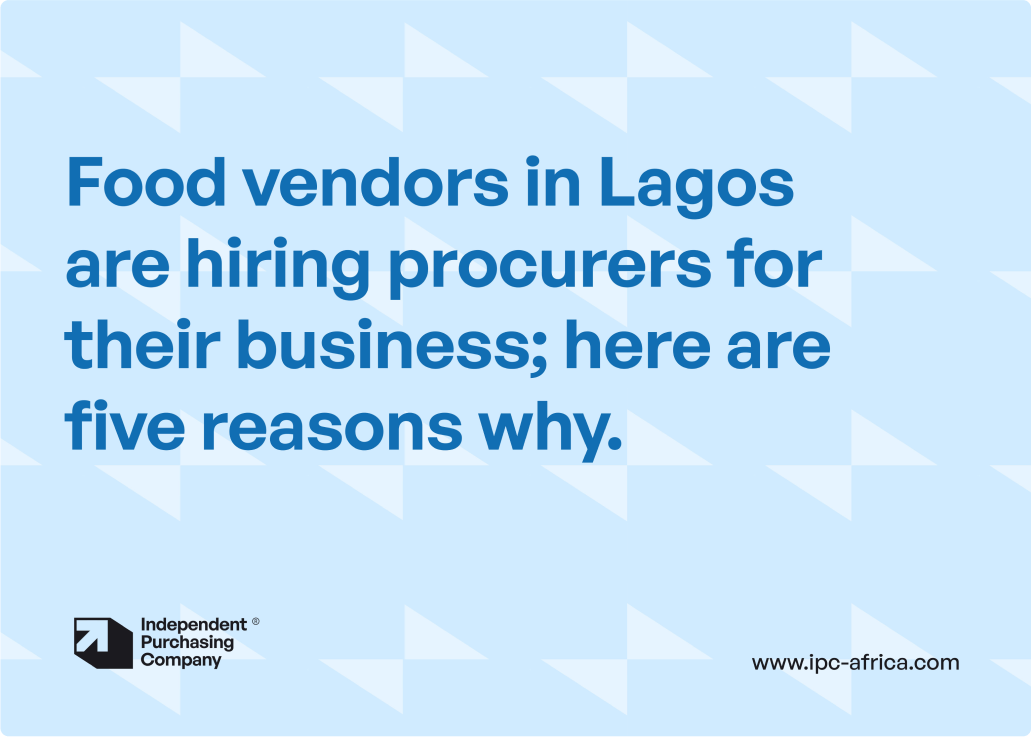 Food vendors in Lagos
are hiring procurers for
their business; here are
five reasons why.
Independent ®
Purchasing
Company
www.ipc-africa.com